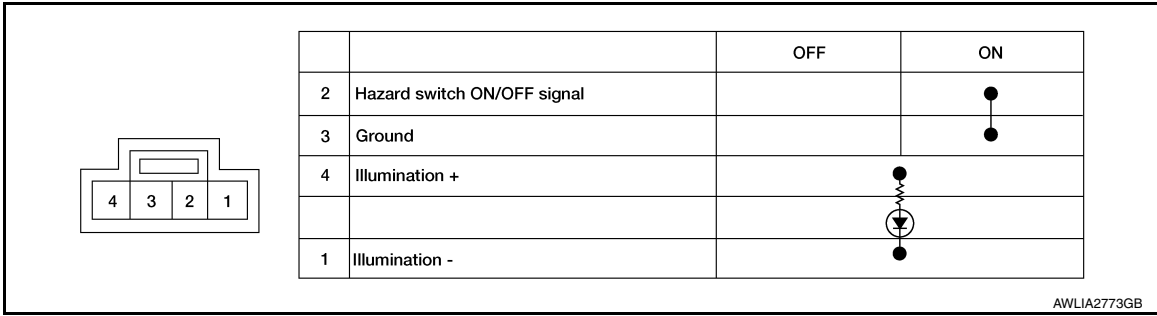 OFF ON
2 Hazard switch ON/OFF signal
3 Ground
4 Illumination +
1 Illumination -
4 3 2 1
AWLIA2773GB